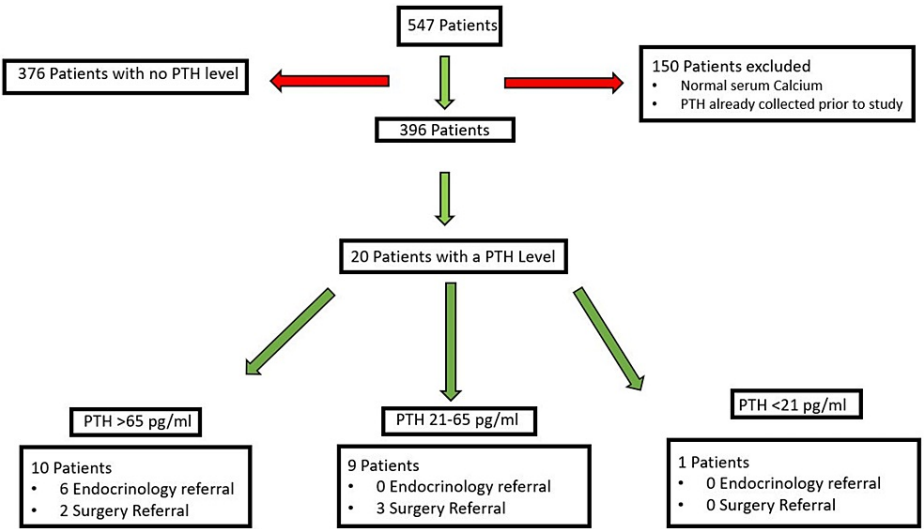 547 Patients
376 Patients with no PTH level
150 Patients excluded
• Normal serum Calcium
• PTH already collected prior to study
396 Patients
20 Patients with a PTH Level
PTH >65 pg/ml
10 Patients
• 6 Endocrinology referral
• 2 Surgery Referral
PTH 21-65 pg/ml
9 Patients
• 0 Endocrinology referral
• 3 Surgery Referral
PTH <21 pg/ml
1 Patients
• 0 Endocrinology referral
• 0 Surgery Referral